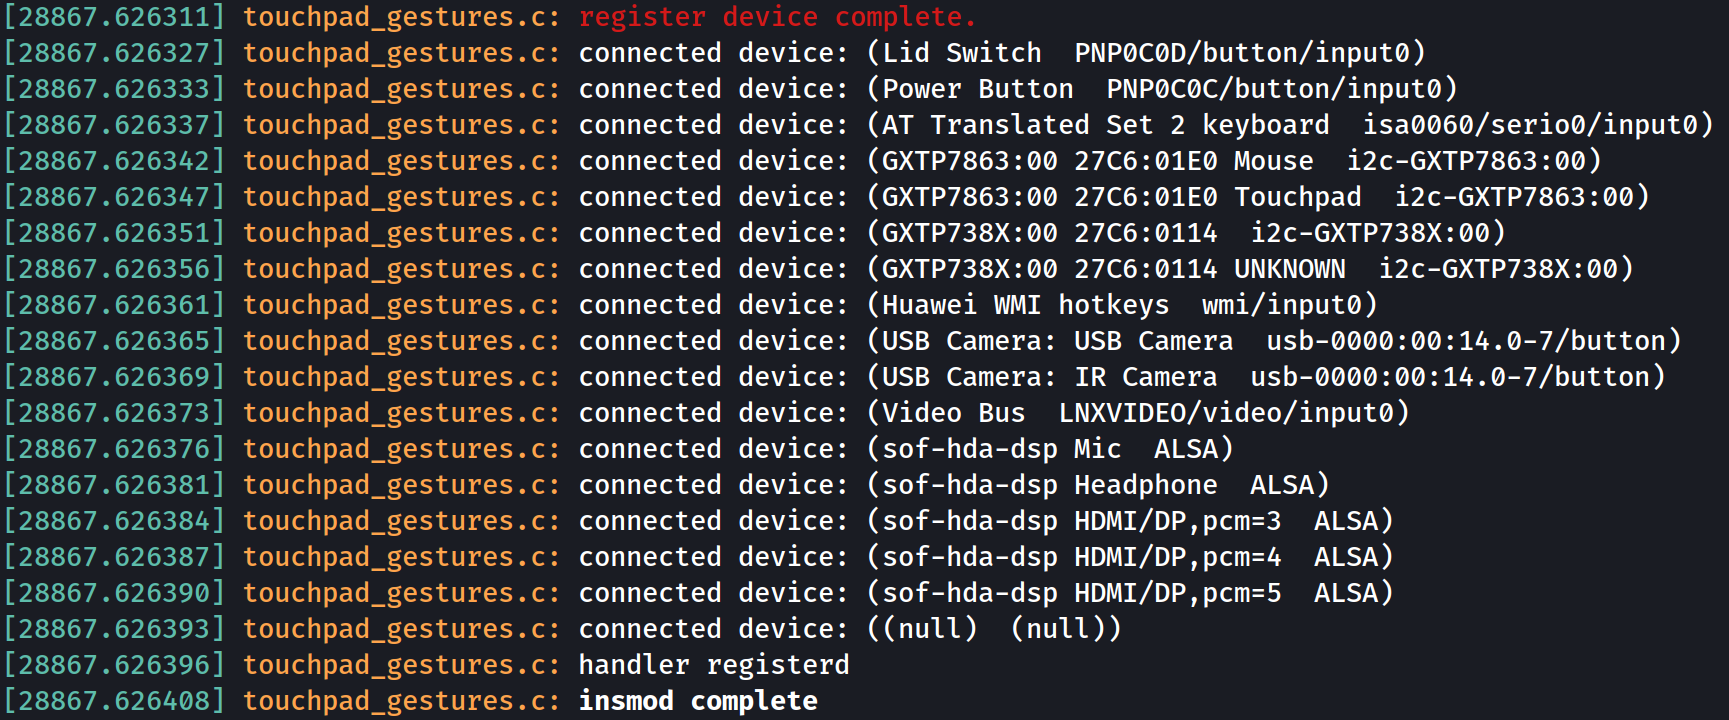 [28867.626311] touchpad_gestures.c: register device complete.
[28867.626327] touchpad_gestures.c: connected device: (Lid Switch  PNP0C0D/button/input0)
[28867.626333] touchpad_gestures.c: connected device: (Power Button  PNP0C0C/button/input0)
[28867.626337] touchpad_gestures.c: connected device: (AT Translated Set 2 keyboard  isa0060/serio0/input0)
[28867.626342] touchpad_gestures.c: connected device: (GXTP7863:00 27C6:01E0 Mouse  i2c-GXTP7863:00)
[28867.626347] touchpad_gestures.c: connected device: (GXTP7863:00 27C6:01E0 Touchpad  i2c-GXTP7863:00)
[28867.626351] touchpad_gestures.c: connected device: (GXTP738X:00 27C6:0114  i2c-GXTP738X:00)
[28867.626356] touchpad_gestures.c: connected device: (GXTP738X:00 27C6:0114 UNKNOWN  i2c-GXTP738X:00)
[28867.626361] touchpad_gestures.c: connected device: (Huawei WMI hotkeys  wmi/input0)
[28867.626365] touchpad_gestures.c: connected device: (USB Camera: USB Camera  usb-0000:00:14.0-7/button)
[28867.626369] touchpad_gestures.c: connected device: (USB Camera: IR Camera  usb-0000:00:14.0-7/button)
[28867.626373] touchpad_gestures.c: connected device: (Video Bus  LNXVIDEO/video/input0)
[28867.626376] touchpad_gestures.c: connected device: (sof-hda-dsp Mic  ALSA)
[28867.626381] touchpad_gestures.c: connected device: (sof-hda-dsp Headphone  ALSA)
[28867.626384] touchpad_gestures.c: connected device: (sof-hda-dsp HDMI/DP,pcm=3  ALSA)
[28867.626387] touchpad_gestures.c: connected device: (sof-hda-dsp HDMI/DP,pcm=4  ALSA)
[28867.626390] touchpad_gestures.c: connected device: (sof-hda-dsp HDMI/DP,pcm=5  ALSA)
[28867.626393] touchpad_gestures.c: connected device: ((null)  (null))
[28867.626396] touchpad_gestures.c: handler registerd
[28867.626408] touchpad_gestures.c: insmod complete